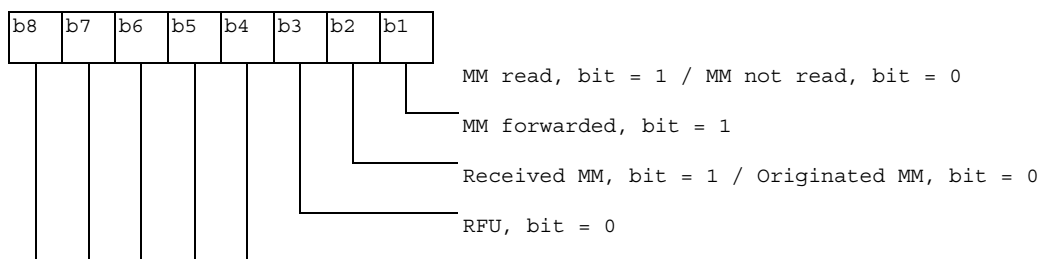 b8 b7 b6 b5 b4 b3 b2 b1
MM read, bit = 1 / MM not read, bit = 0
MM forwarded, bit = 1
Received MM, bit = 1 / Originated MM, bit = 0
RFU, bit = 0